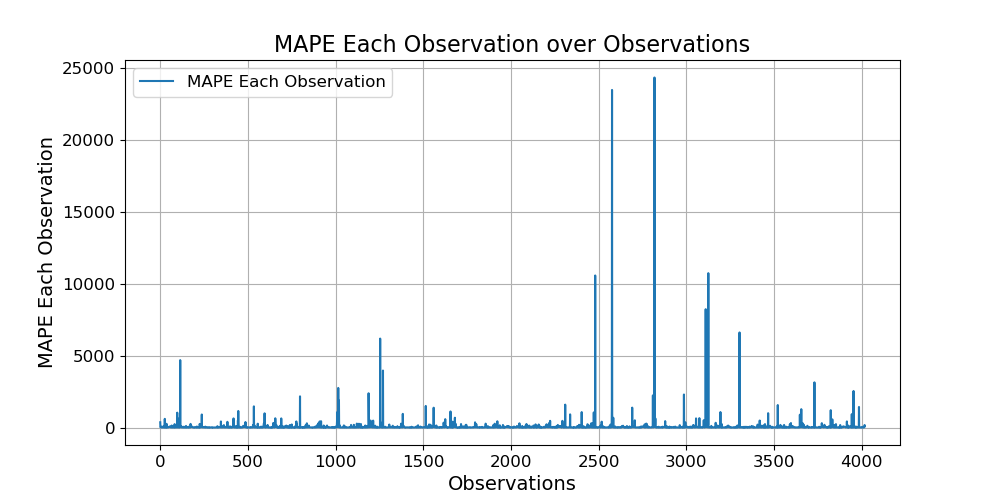 MAPE Each Observation over Observations
MAPE Each Observation
MAPE Each Observation
25000
20000
15000
10000
5000
0
0 500 1000 1500 2000 2500 3000 3500 4000
Observations